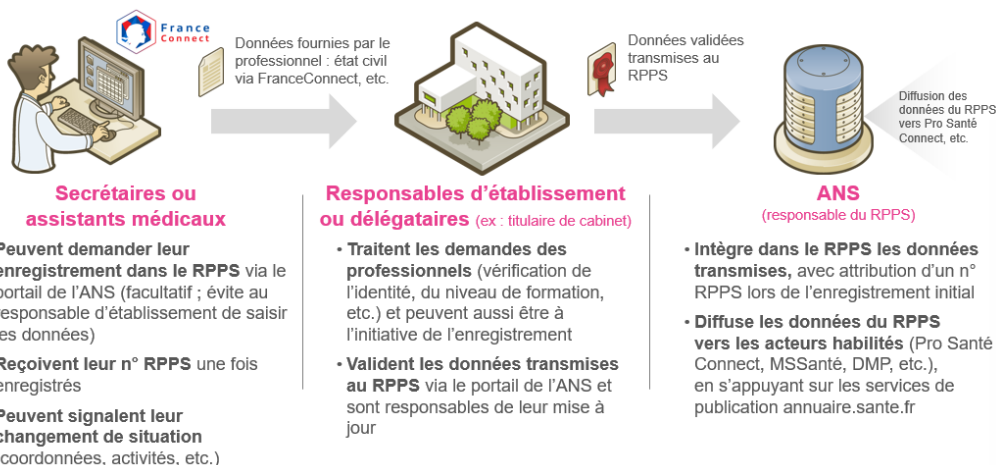 France
Connect
Données fournies par le
professionnel : état civil
via FranceConnect, etc.
Données validées
transmises au
RPPS
Diffusion des
données du RPPS
vers Pro Santé
Connect, etc.
Secrétaires ou
assistants médicaux
Peuvent demander leur
enregistrement dans le RPPS via le
portail de l'ANS (facultatif ; évite au
responsable d'établissement de saisir
les données)
Reçoivent leur n° RPPS une fois
enregistrés
Peuvent signalent leur
changement de situation
(coordonnées, activités, etc.)
Responsables d'établissement
ou délégataires (ex : titulaire de cabinet)
• Traitent les demandes des
professionnels (vérification de
l'identité, du niveau de formation,
etc.) et peuvent aussi être à
l'initiative de l'enregistrement
• Valident les données transmises
au RPPS via le portail de l'ANS et
sont responsables de leur mise à
jour
ANS
(responsable du RPPS)
• Intègre dans le RPPS les données
transmises, avec attribution d'un n°
RPPS lors de l'enregistrement initial
• Diffuse les données du RPPS
vers les acteurs habilités (Pro Santé
Connect, MSSanté, DMP, etc.),
en s'appuyant sur les services de
publication annuaire.sante.fr